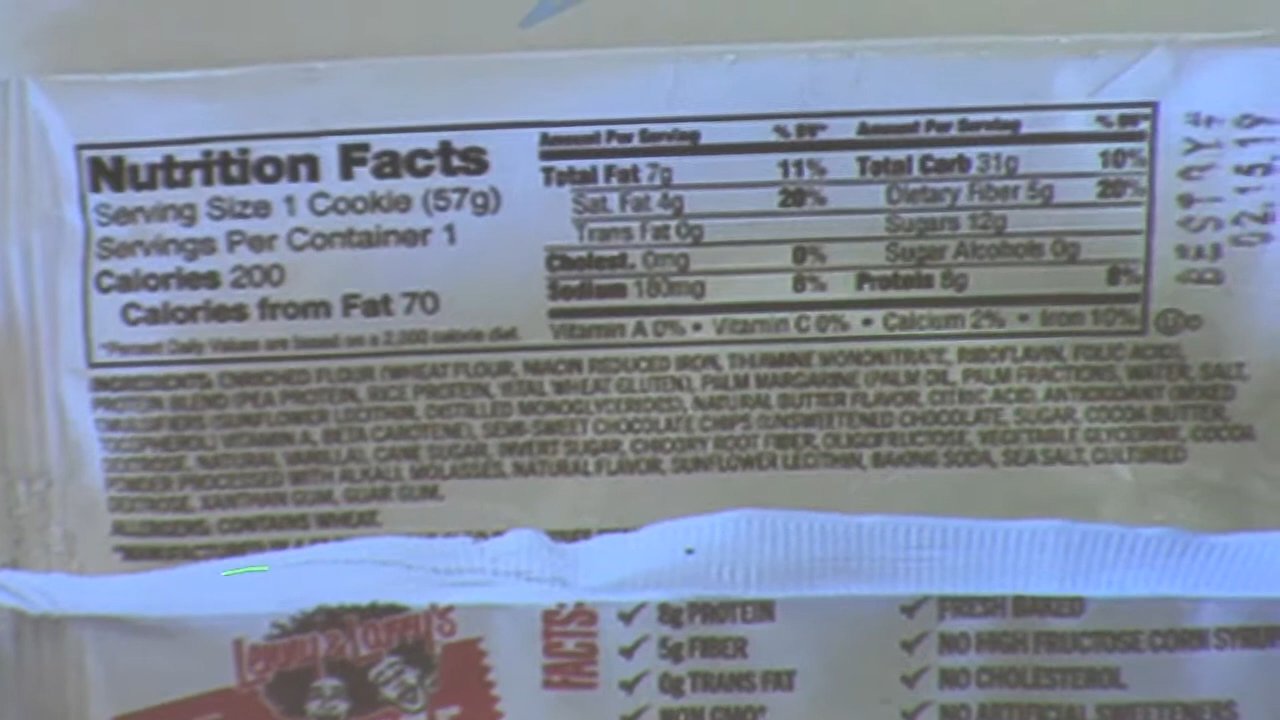 Nutrition Facts
Serving Size 1 Cookie (57g)
Servings Per Container 1
Calories 200
Calories from Fat 70
*Percent Daily Values are based on a 2,000 calorie diet.
Amount Per Serving % DV*
Total Fat 7g 11%
Sat. Fat 4g 20%
Trans Fat 0g
Cholest. 0mg 0%
Sodium 180mg 8%
Amount Per Serving % DV*
Total Carb 31g 10%
Dietary Fiber 5g 20%
Sugars 12g
Sugar Alcohols 0g
Protein 8g 8%
Vitamin A 0% • Vitamin C 0% • Calcium 2% • Iron 10%
INGREDIENTS: ENRICHED FLOUR (WHEAT FLOUR, NIACIN REDUCED IRON, THIAMINE MONONITRATE, RIBOFLAVIN, FOLIC ACID),
PROTEIN BLEND (PEA PROTEIN, RICE PROTEIN, VITAL WHEAT GLUTEN), PALM MARGARINE (PALM OIL, PALM FRACTIONS, WATER, SALT,
EMULSIFIERS (SUNFLOWER LECITHIN, DISTILLED MONOGLYCERIDES), NATURAL BUTTER FLAVOR, CITRIC ACID, ANTIOXIDANT (MIXED
VITAMIN A, BETA CAROTENE), SEMI-SWEET CHOCOLATE CHIPS (UNSWEETENED CHOCOLATE, SUGAR, COCOA BUTTER,
DEXTROSE, NATURAL VANILLA), CANE SUGAR, INVERT SUGAR, CHICORY ROOT FIBER, OLIGOFRUCTOSE, VEGETABLE GLYCERINE, COCOA
POWDER PROCESSED WITH ALKALI, MOLASSES, NATURAL FLAVOR, SUNFLOWER LECITHIN, BAKING SODA, SEA SALT, CULTURED
DEXTROSE, XANTHAN GUM, GUAR GUM.
ALLERGENS: CONTAINS WHEAT.
02.15.19
Lenny & Larry's
FACTS:
✓ 8g PROTEIN
✓ 5g FIBER
✓ 0g TRANS FAT
NON GMO*
✓ FRESH BAKED
✓ NO HIGH FRUCTOSE CORN SYRUP
✓ NO CHOLESTEROL
✓ NO ARTIFICIAL SWEETENERS